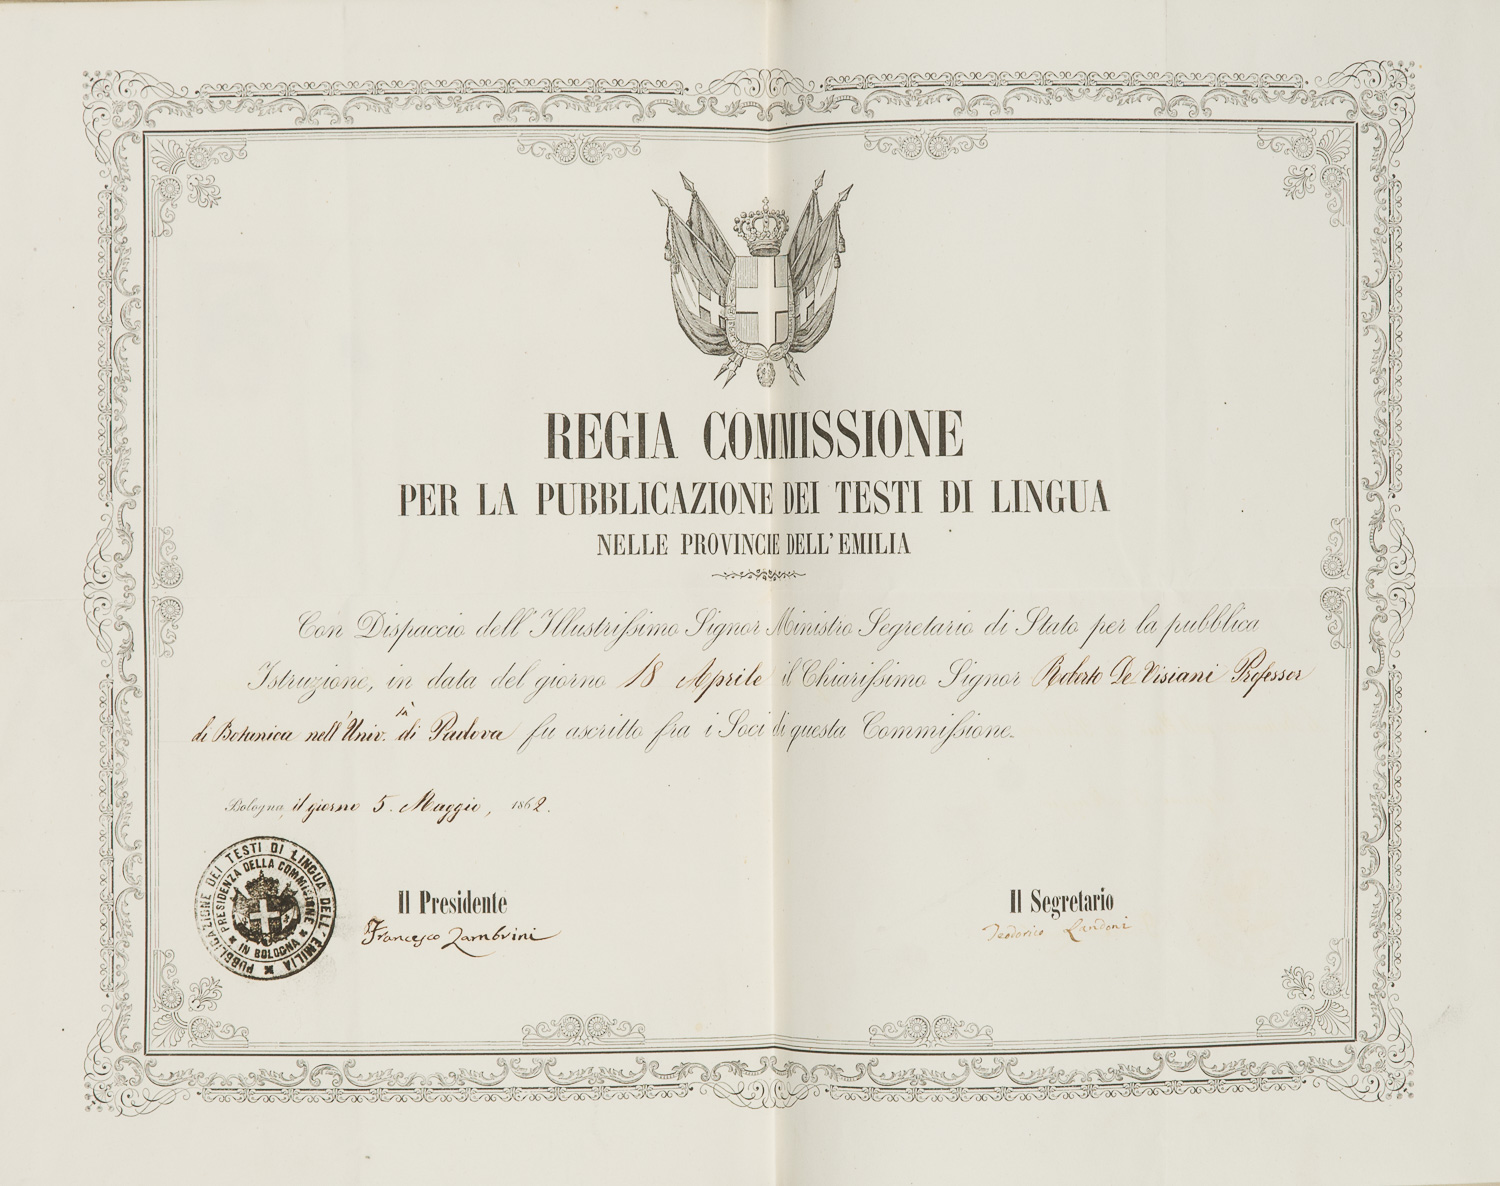 REGIA COMMISSIONE
PER LA PUBBLICAZIONE DEI TESTI DI LINGUA
NELLE PROVINCIE DELL'EMILIA
Con Dispaccio dell'Illustrissimo Signor Ministro Segretario di Stato per la pubblica
Istruzione, in data del giorno 18 Aprile il Chiarissimo Signor Roberto De Visiani Professor
di Botanica nell'Univ.tà di Padova fu ascritto fra i Soci di questa Commissione.
Bologna, il giorno 5. Maggio, 1862.
PUBBLICAZIONE DEI TESTI DI LINGUA DELL'EMILIA
PRESIDENZA DELLA COMMISSIONE
IN BOLOGNA
Il Presidente
Francesco Zambrini
Il Segretario
Teodorico Landoni